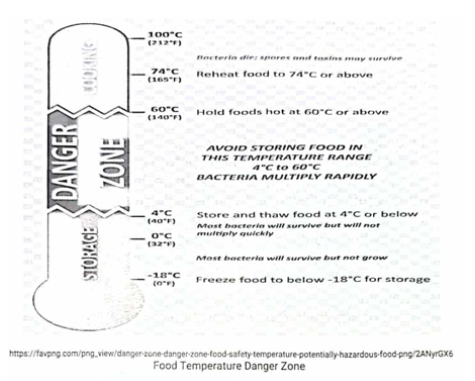 100°C
(212°F)
Bacteria die; spores and toxins may survive
COOKING
74°C
(165°F)
Reheat food to 74°C or above
60°C
(140°F)
Hold foods hot at 60°C or above
DANGER
ZONE
AVOID STORING FOOD IN
THIS TEMPERATURE RANGE
4°C to 60°C
BACTERIA MULTIPLY RAPIDLY
4°C
(40°F)
Store and thaw food at 4°C or below
Most bacteria will survive but will not
multiply quickly
STORAGE
0°C
(32°F)
Most bacteria will survive but not grow
-18°C
(0°F)
Freeze food to below -18°C for storage
https://favpng.com/png_view/danger-zone-danger-zone-food-safety-temperature-potentially-hazardous-food-png/2ANyrGX6
Food Temperature Danger Zone